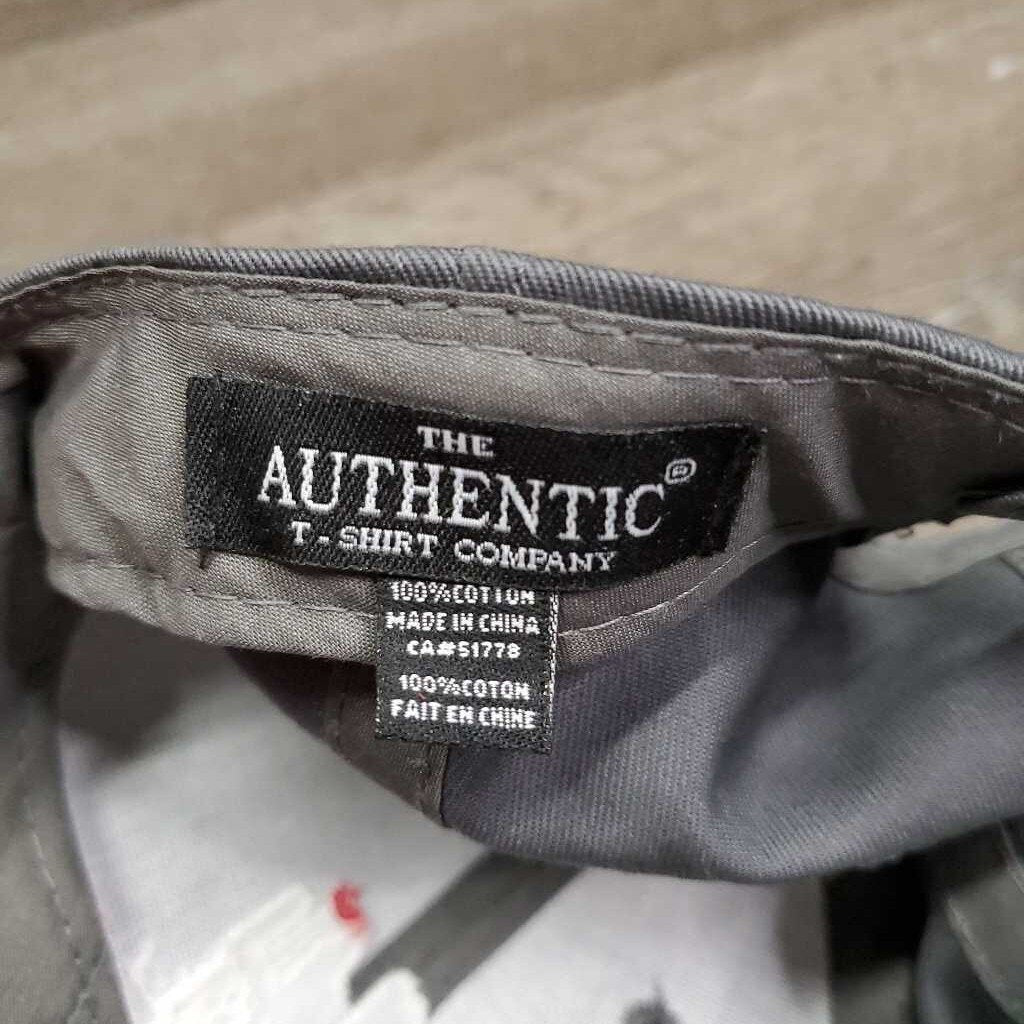 THE
AUTHENTIC®
T-SHIRT COMPANY
100%COTTON
MADE IN CHINA
CA#51778
100%COTON
FAIT EN CHINE